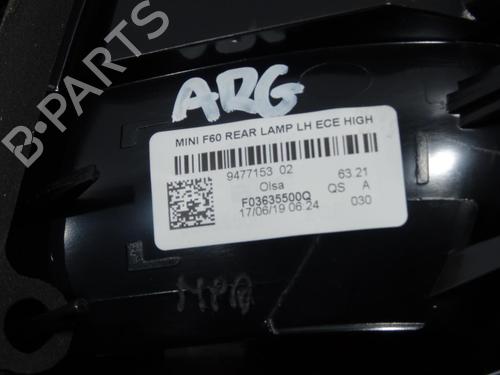 ARG
MINI F60 REAR LAMP LH ECE HIGH
9477153 02 63.21
Olsa QS A
F03635500Q 030
17/06/19 06.24
B-Parts